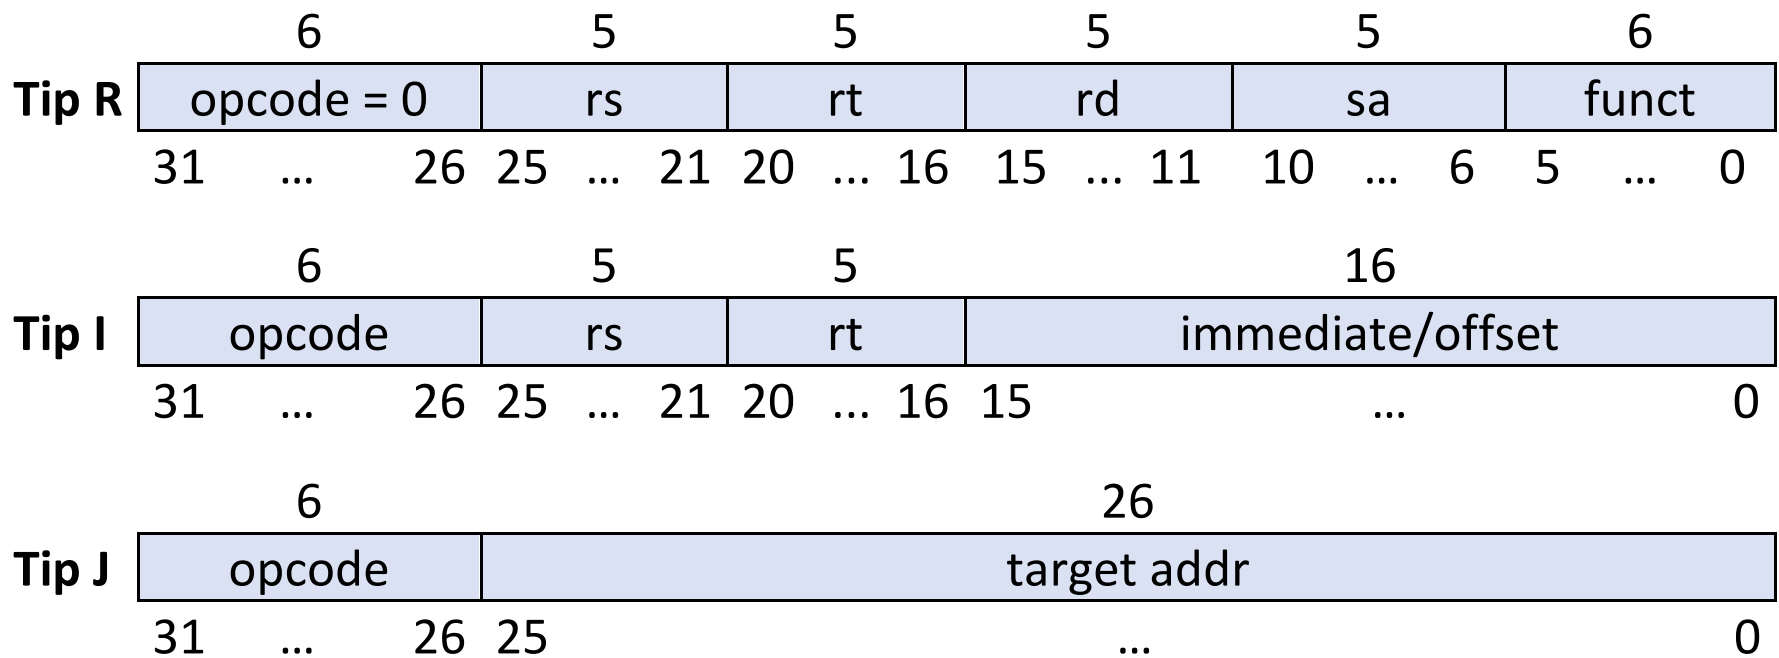 6 5 5 5 5 6
Tip R opcode = 0 rs rt rd sa funct
31 ... 26 25 ... 21 20 ... 16 15 ... 11 10 ... 6 5 ... 0
6 5 5 16
Tip I opcode rs rt immediate/offset
31 ... 26 25 ... 21 20 ... 16 15 ... 0
6 26
Tip J opcode target addr
31 ... 26 25 ... 0